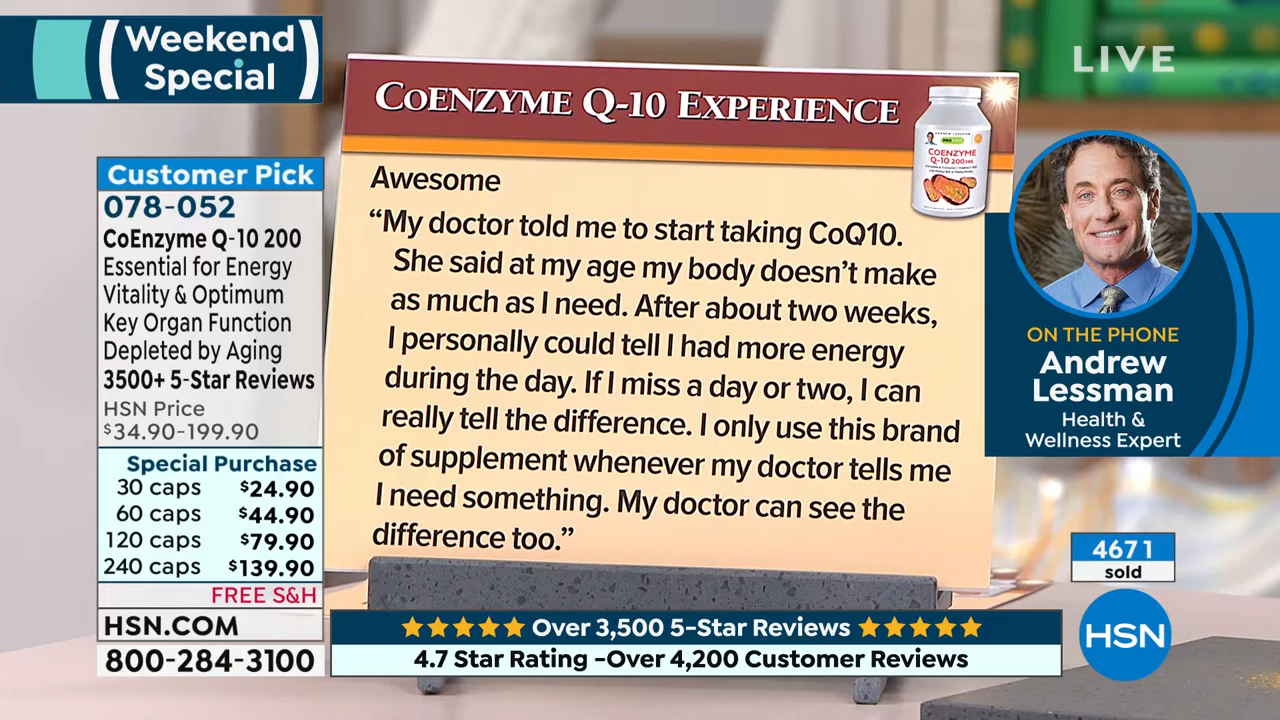 Weekend
Special
LIVE
COENZYME Q-10 EXPERIENCE
COENZYME
Q-10 200 MG
Customer Pick
078-052
CoEnzyme Q-10 200
Essential for Energy
Vitality & Optimum
Key Organ Function
Depleted by Aging
3500+ 5-Star Reviews
HSN Price
$34.90-199.90
Special Purchase
30 caps $24.90
60 caps $44.90
120 caps $79.90
240 caps $139.90
FREE S&H
HSN.COM
800-284-3100
Awesome
“My doctor told me to start taking CoQ10.
She said at my age my body doesn’t make
as much as I need. After about two weeks,
I personally could tell I had more energy
during the day. If I miss a day or two, I can
really tell the difference. I only use this brand
of supplement whenever my doctor tells me
I need something. My doctor can see the
difference too.”
ON THE PHONE
Andrew
Lessman
Health &
Wellness Expert
4671
sold
HSN
Over 3,500 5-Star Reviews
4.7 Star Rating –Over 4,200 Customer Reviews